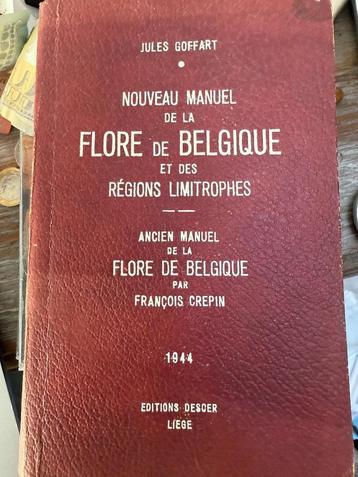 JULES GOFFART
NOUVEAU MANUEL
DE LA
FLORE DE BELGIQUE
ET DES
RÉGIONS LIMITROPHES
ANCIEN MANUEL
DE LA
FLORE DE BELGIQUE
PAR
FRANÇOIS CREPIN
1944
EDITIONS DESOER
LIÈGE